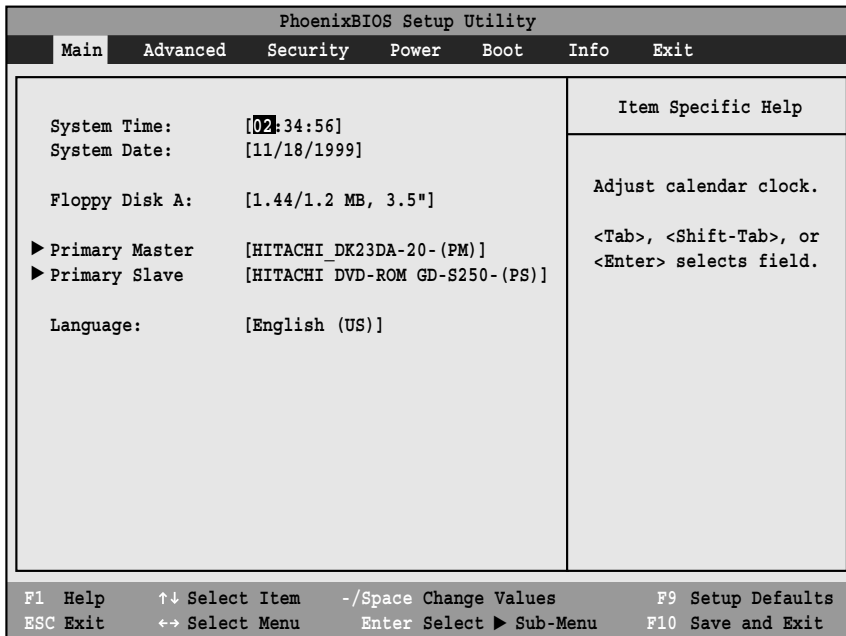 PhoenixBIOS Setup Utility
Main Advanced Security Power Boot Info Exit
System Time: [02:34:56]
System Date: [11/18/1999]
Floppy Disk A: [1.44/1.2 MB, 3.5"]
▶ Primary Master [HITACHI_DK23DA-20-(PM)]
▶ Primary Slave [HITACHI DVD-ROM GD-S250-(PS)]
Language: [English (US)]
Item Specific Help
Adjust calendar clock.
<Tab>, <Shift-Tab>, or
<Enter> selects field.
F1 Help ↑↓ Select Item -/Space Change Values F9 Setup Defaults
ESC Exit ←→ Select Menu Enter Select ▶ Sub-Menu F10 Save and Exit